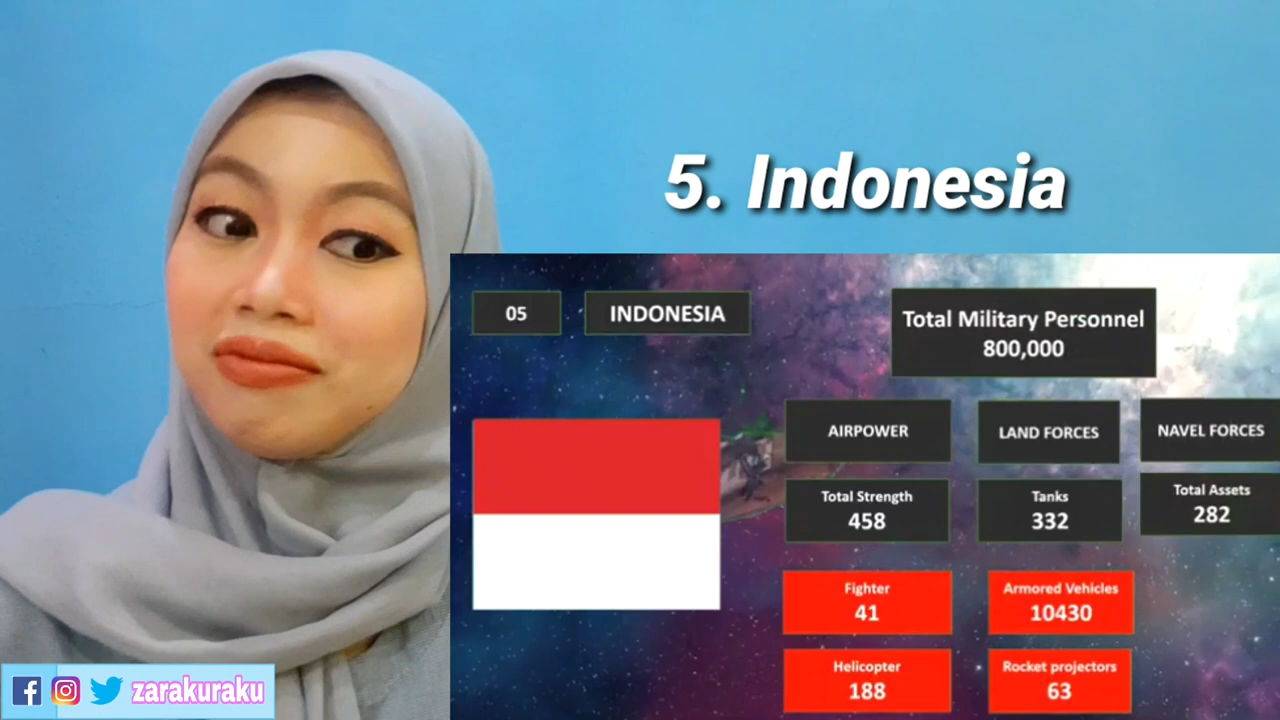 5. Indonesia
05
INDONESIA
Total Military Personnel
800,000
AIRPOWER
LAND FORCES
NAVEL FORCES
Total Strength
458
Tanks
332
Total Assets
282
Fighter
41
Armored Vehicles
10430
Helicopter
188
Rocket projectors
63
zarakuraku